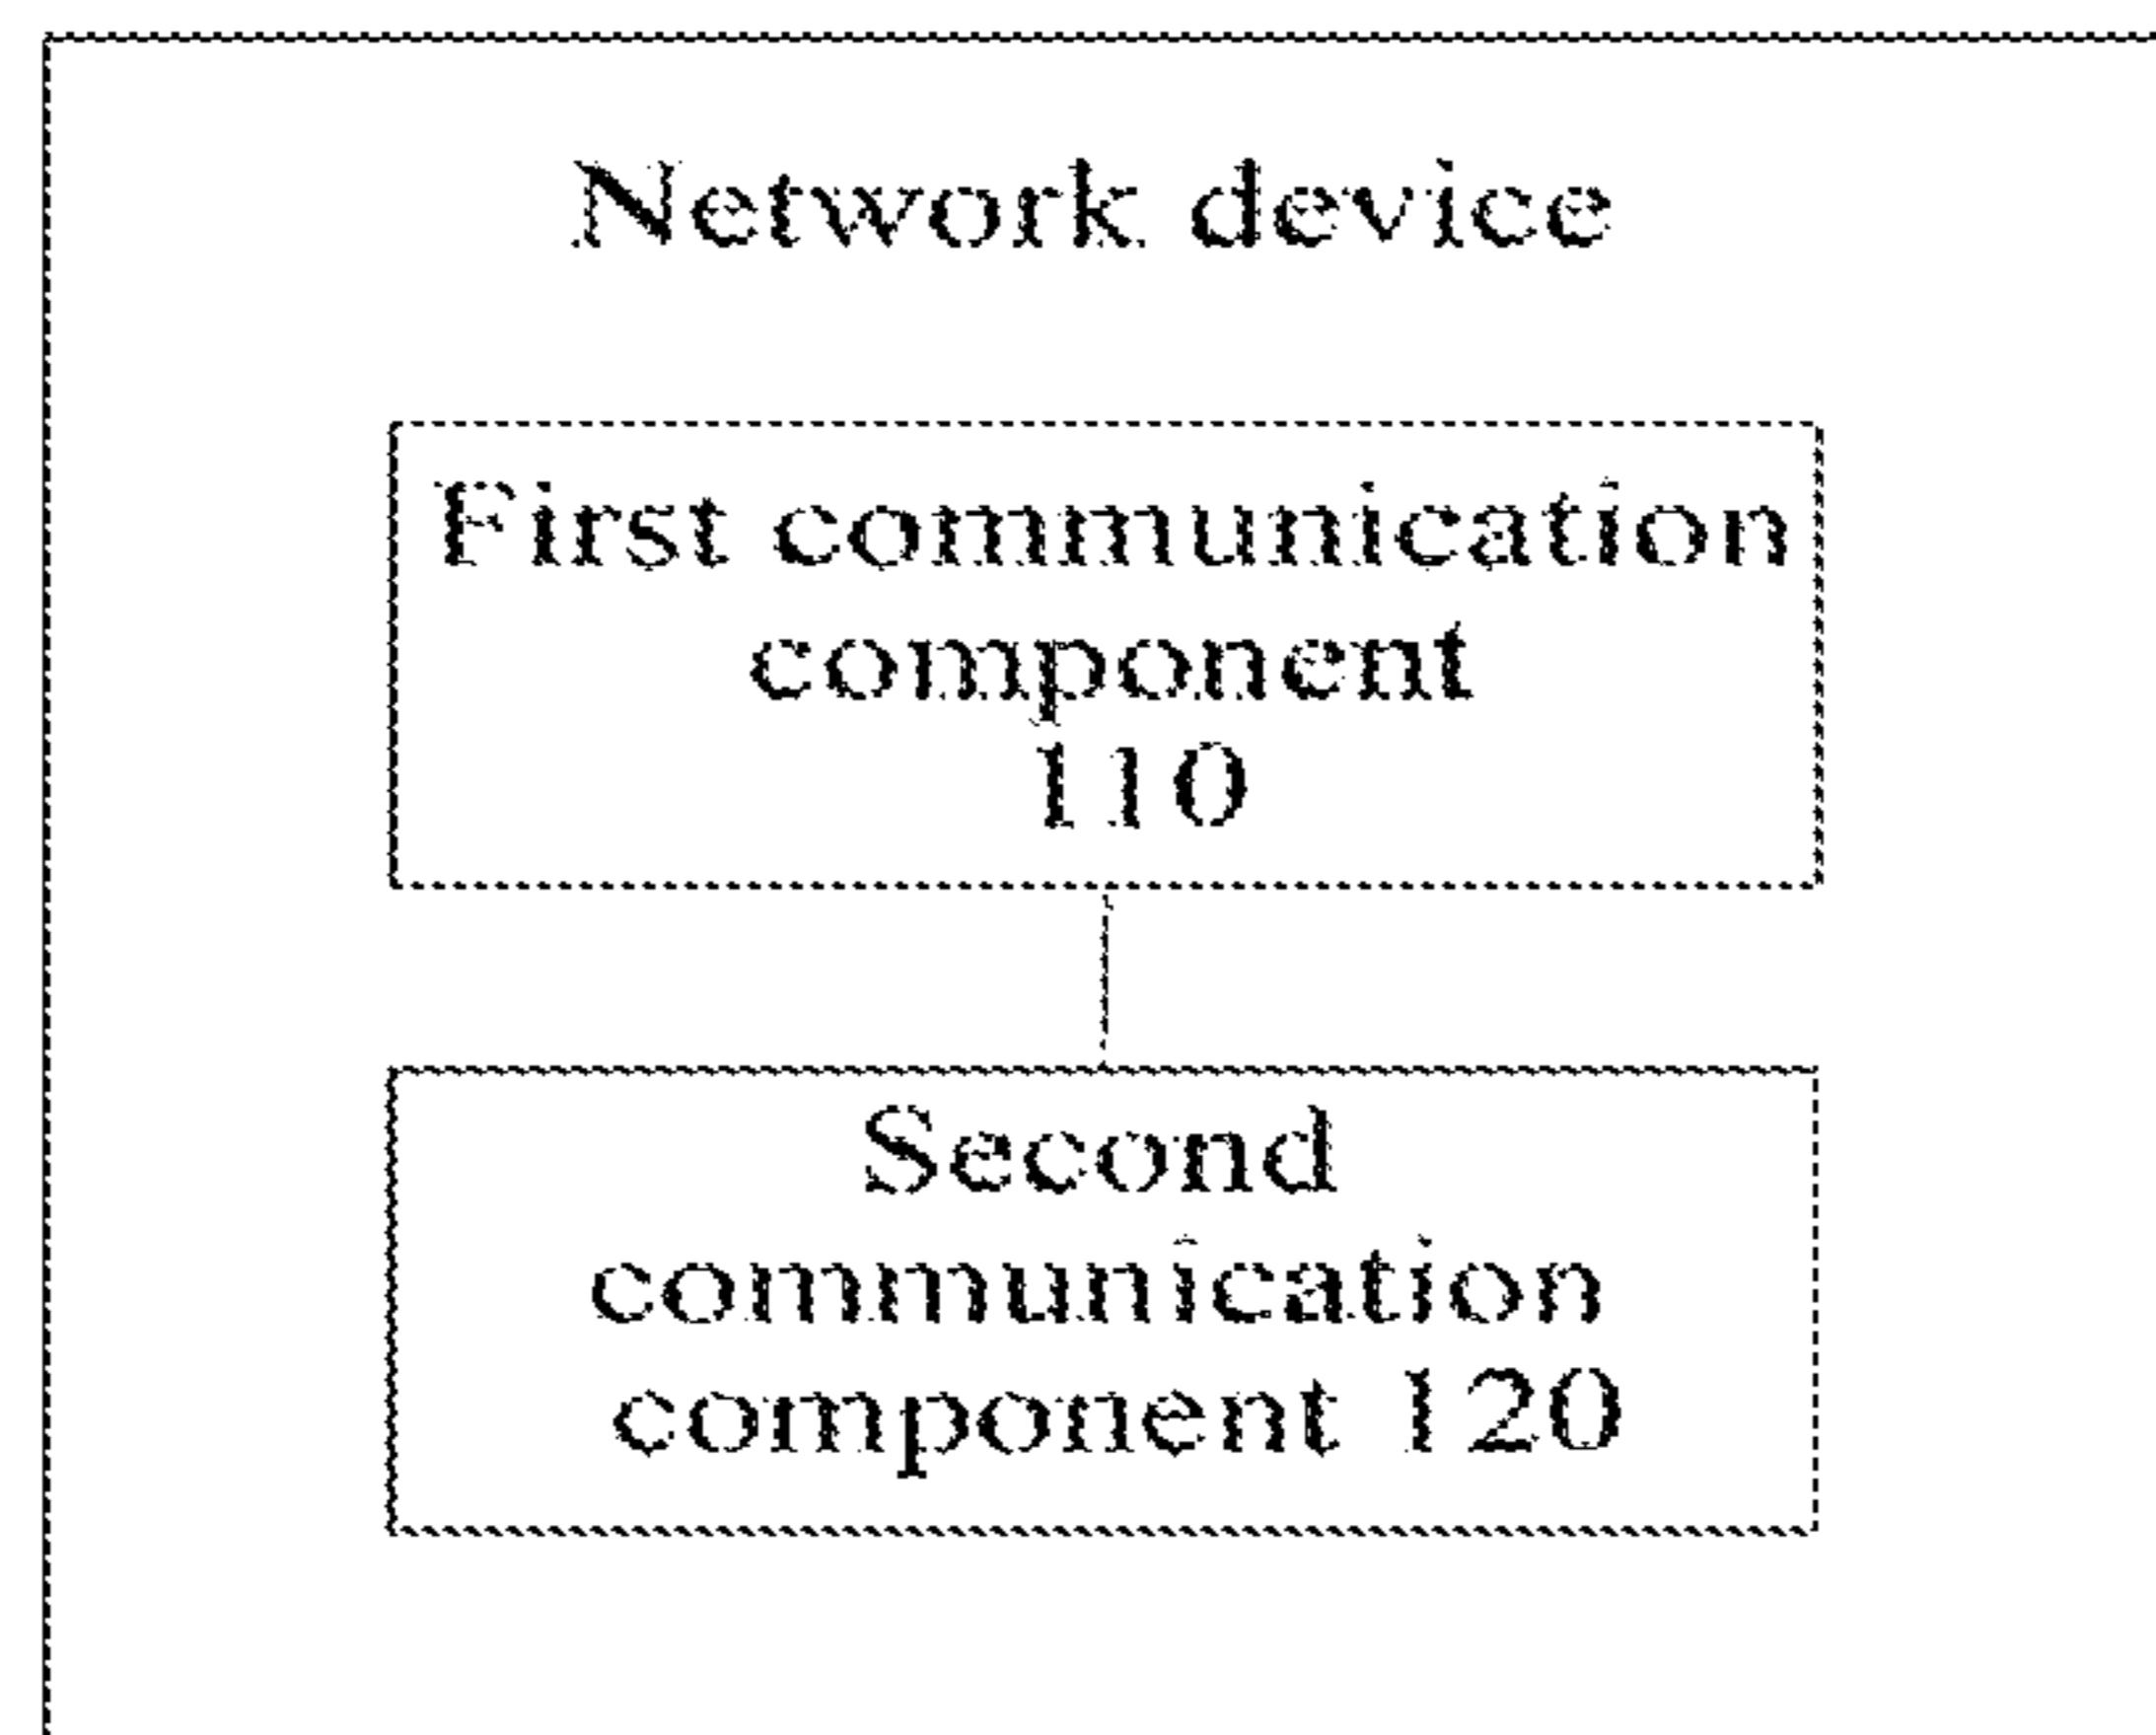 Network device
First communication
component
110
Second
communication
component 120